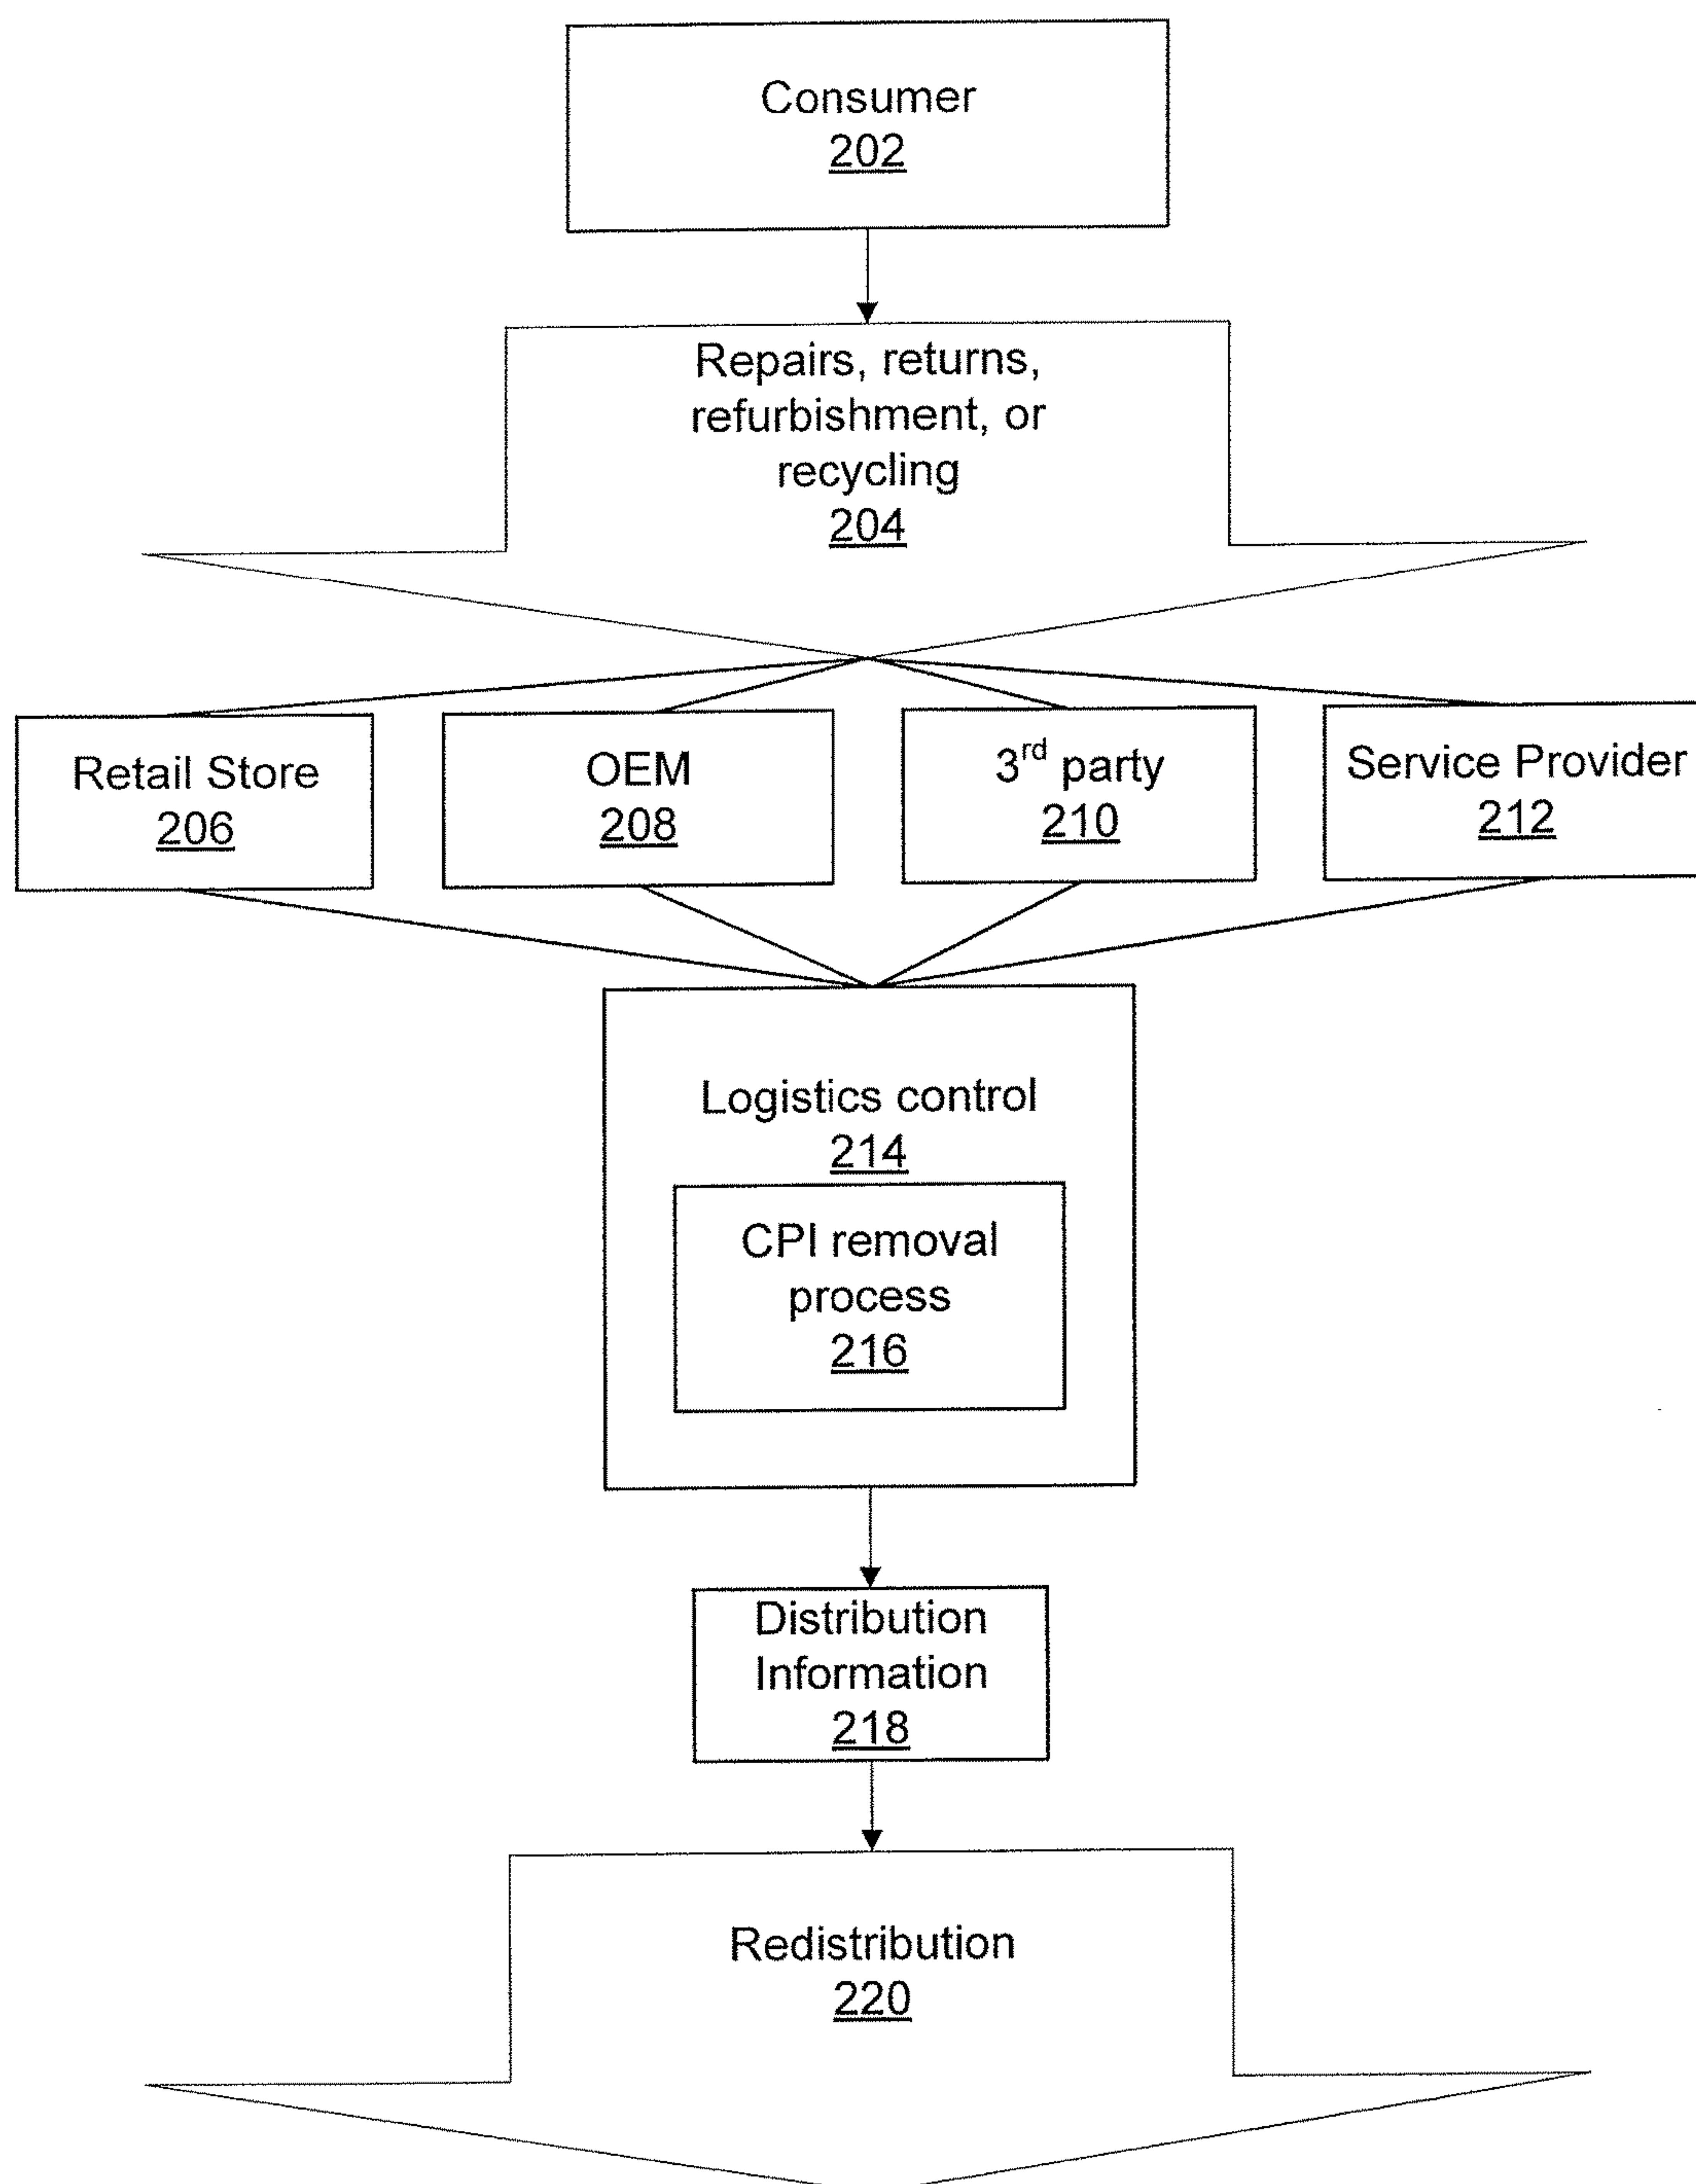 Consumer
202
Repairs, returns,
refurbishment, or
recycling
204
Retail Store
206
OEM
208
3rd party
210
Service Provider
212
Logistics control
214
CPI removal
process
216
Distribution
Information
218
Redistribution
220